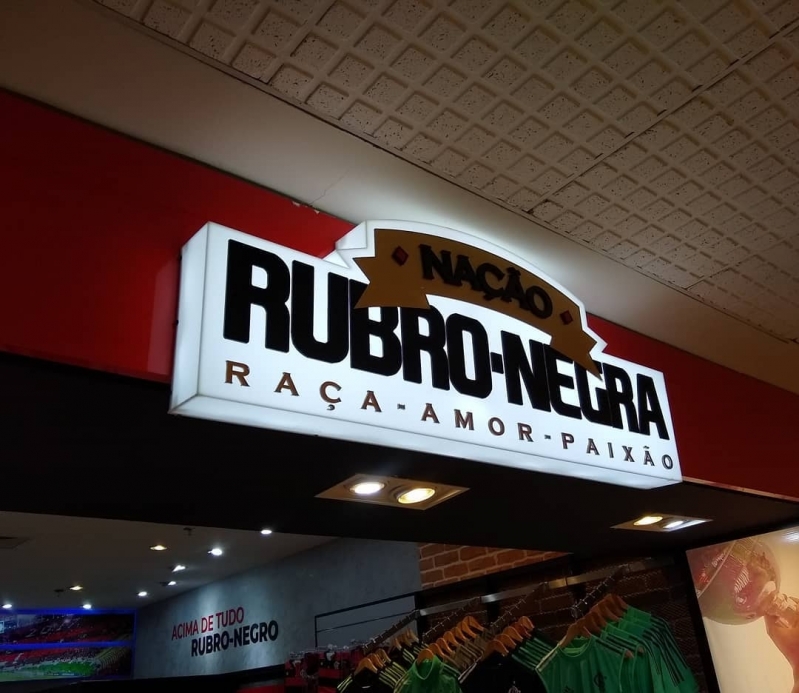 NAÇÃO
RUBRO-NEGRA
RAÇA-AMOR-PAIXÃO
ACIMA DE TUDO
RUBRO-NEGRO